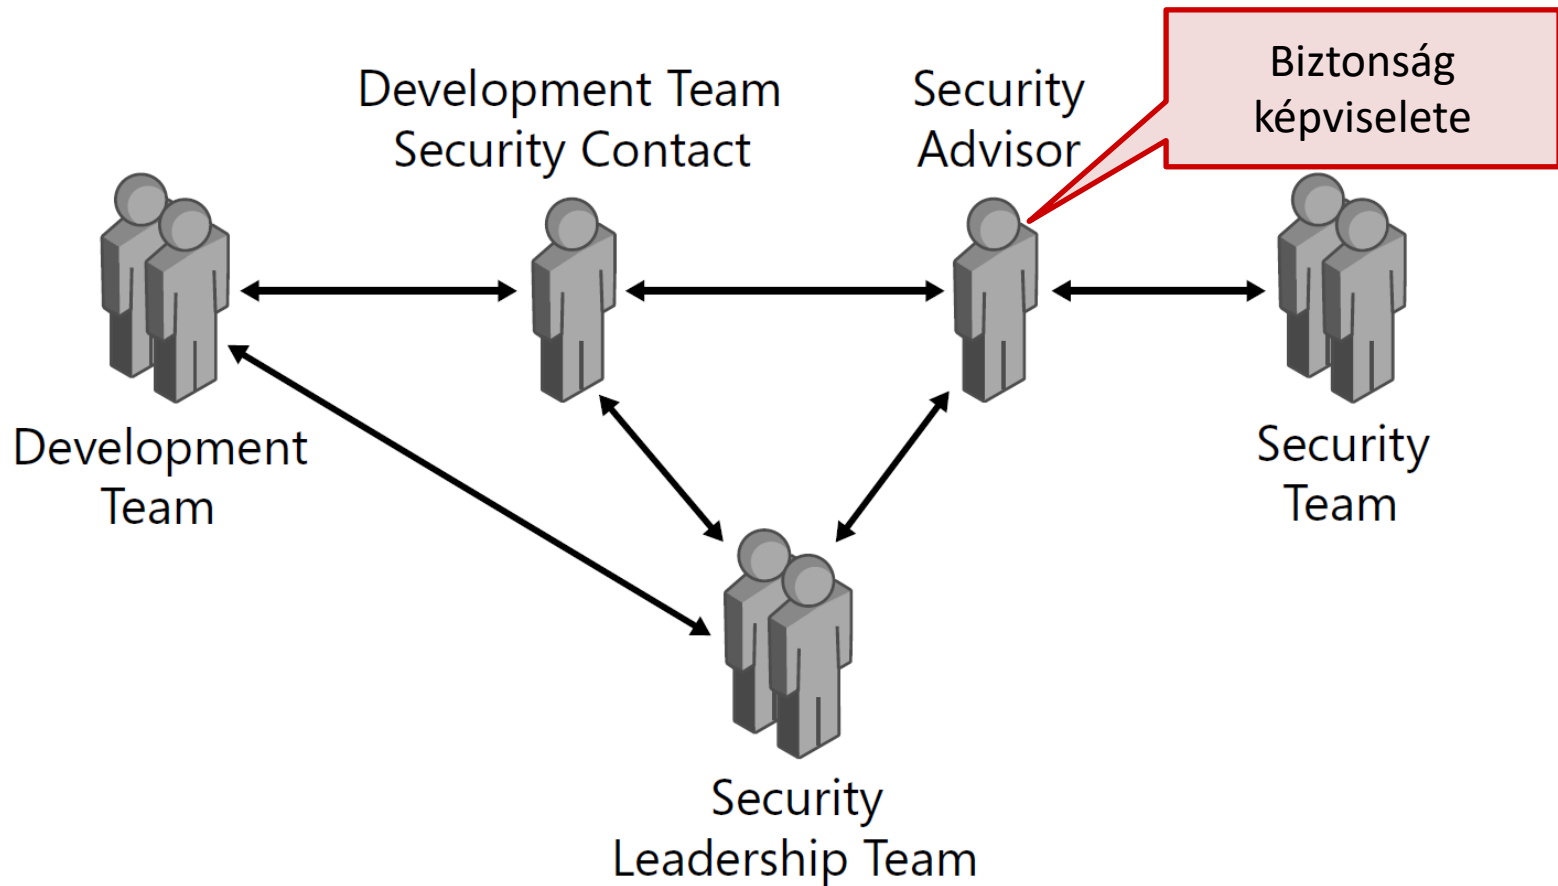 Biztonság
képviselete
Development Team
Security Contact
Security
Advisor
Development
Team
Security
Team
Security
Leadership Team